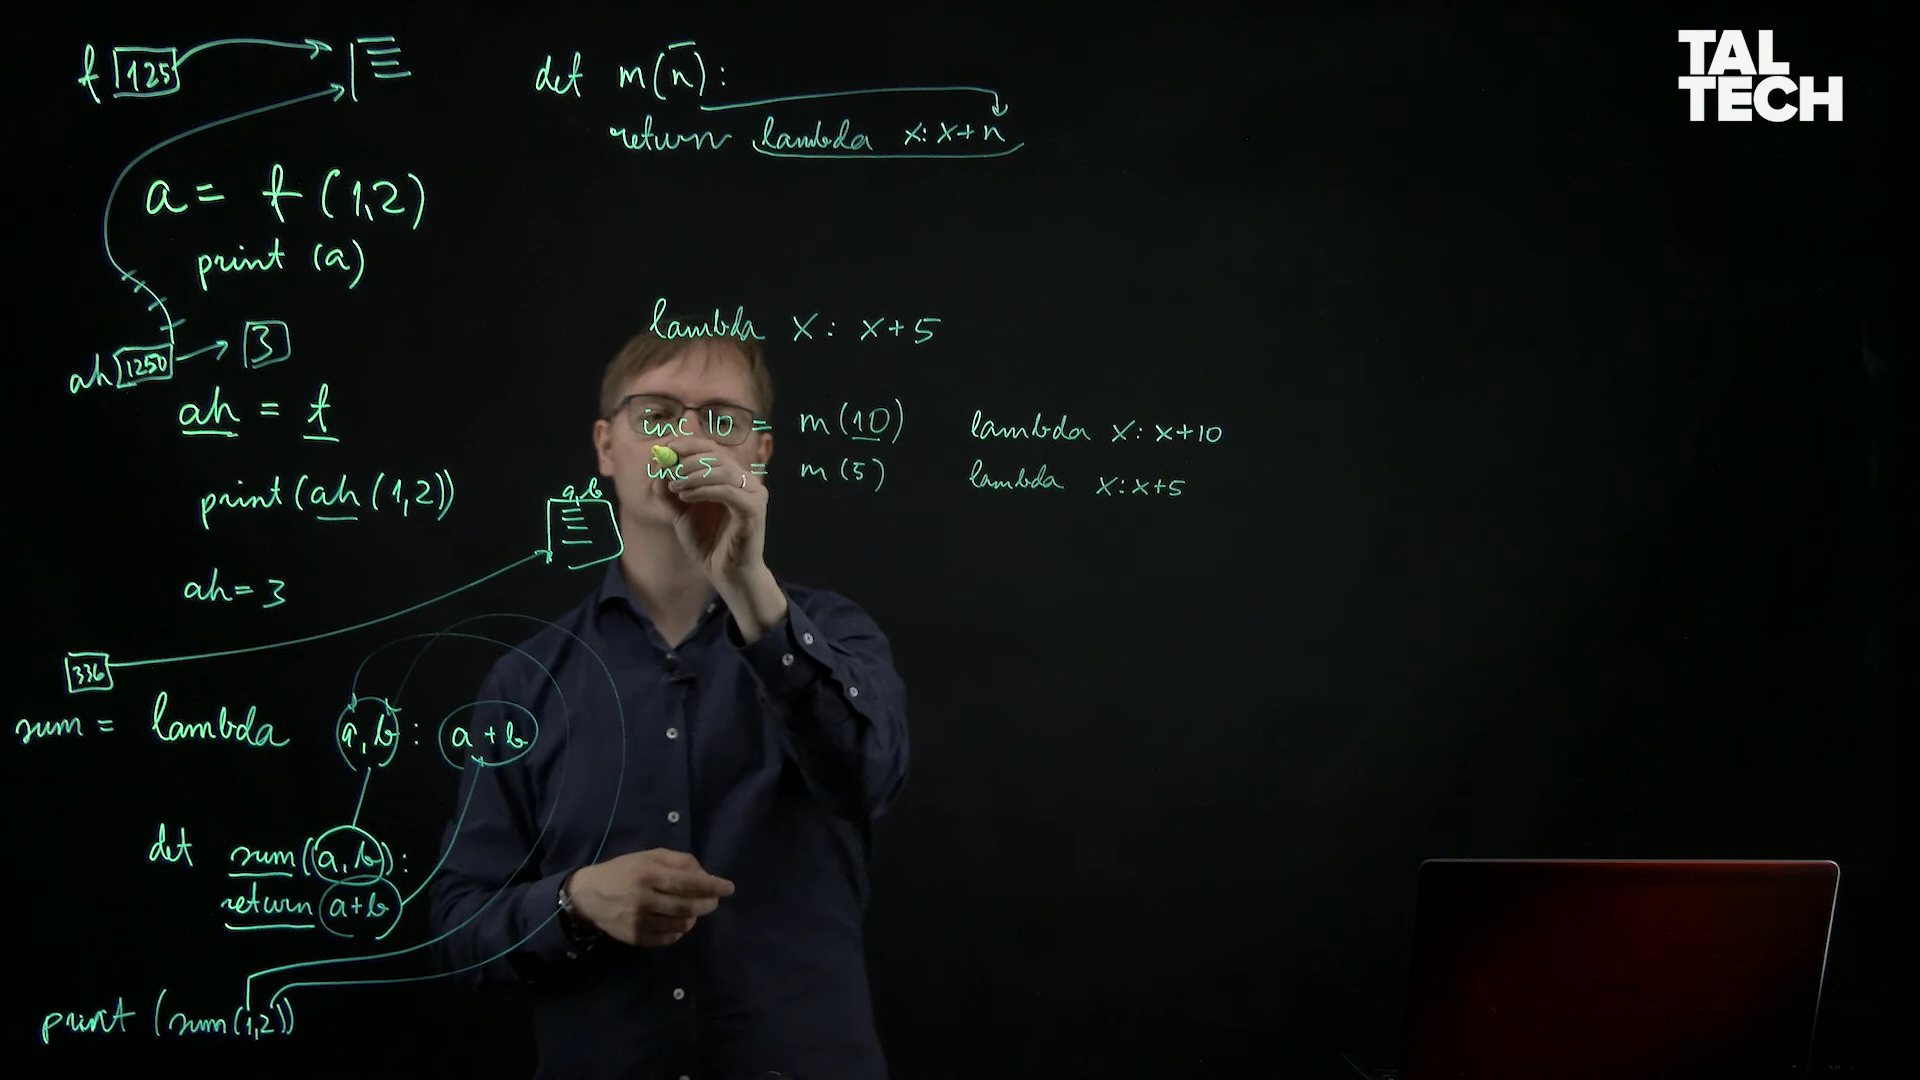 f 125
a = f (1,2)
print (a)
ah 1250 3
ah = f
print (ah (1,2))
ah = 3
336
a, b
sum = lambda a, b : a + b
def sum (a, b):
return a+b
print (sum (1,2))
def m(n):
return lambda x: x+n
lambda x: x+5
inc 10 = m(10) lambda x: x+10
inc 5 = m(5) lambda x: x+5
TAL
TECH